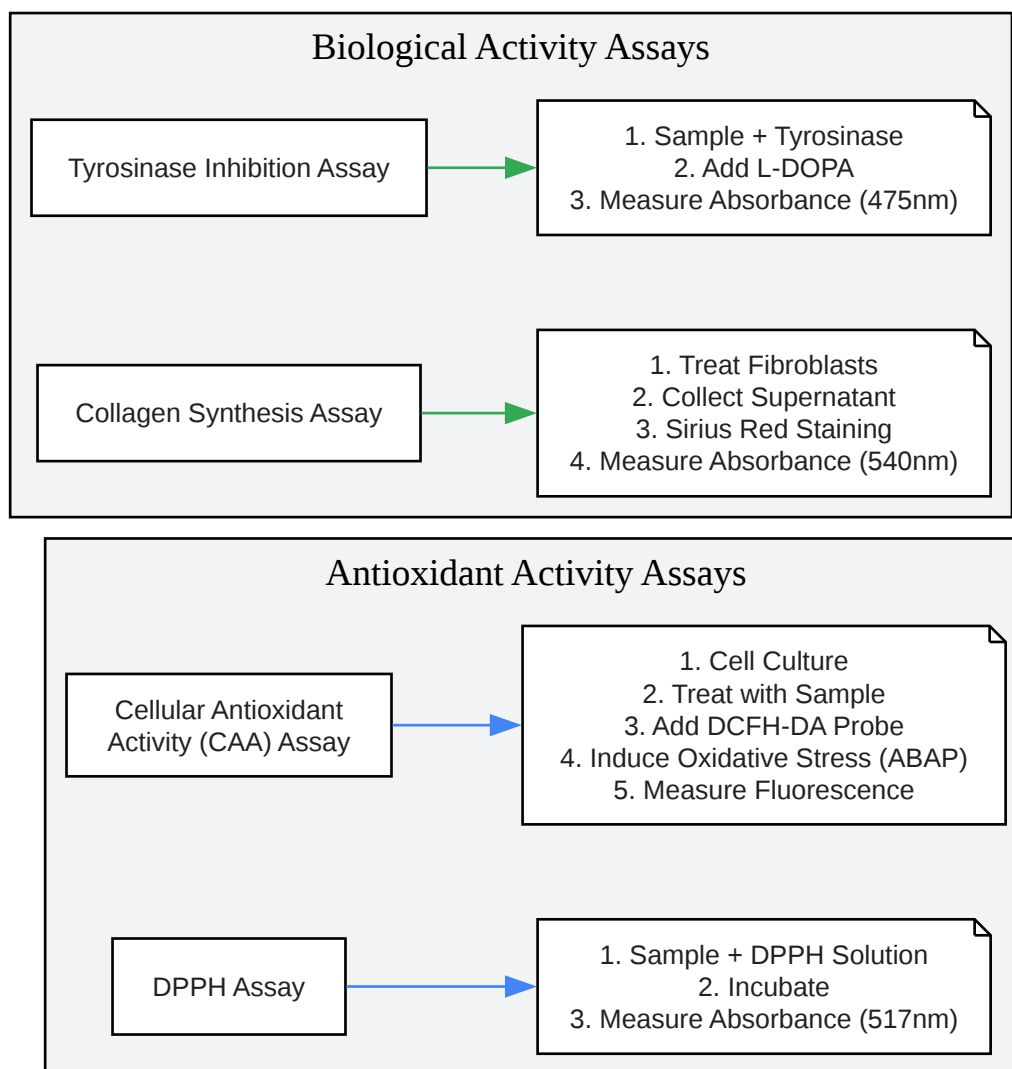 Biological Activity Assays
Tyrosinase Inhibition Assay
1. Sample + Tyrosinase
2. Add L-DOPA
3. Measure Absorbance (475nm)
Collagen Synthesis Assay
1. Treat Fibroblasts
2. Collect Supernatant
3. Sirius Red Staining
4. Measure Absorbance (540nm)
Antioxidant Activity Assays
Cellular Antioxidant
Activity (CAA) Assay
1. Cell Culture
2. Treat with Sample
3. Add DCFH-DA Probe
4. Induce Oxidative Stress (ABAP)
5. Measure Fluorescence
DPPH Assay
1. Sample + DPPH Solution
2. Incubate
3. Measure Absorbance (517nm)